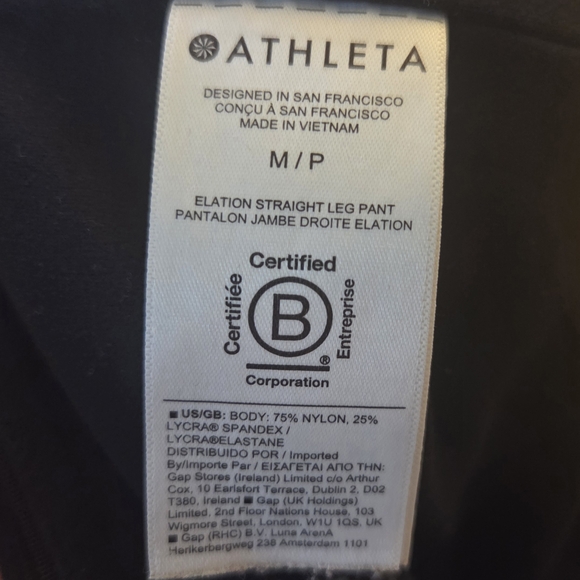 ATHLETA
DESIGNED IN SAN FRANCISCO
CONÇU À SAN FRANCISCO
MADE IN VIETNAM
M / P
ELATION STRAIGHT LEG PANT
PANTALON JAMBE DROITE ELATION
Certified
Certifiée
B
Entreprise
®
Corporation
US/GB: BODY: 75% NYLON, 25%
LYCRA® SPANDEX /
LYCRA®ELASTANE
DISTRIBUIDO POR / Imported
By/Importe Par / ΕΙΣΑΓΕΤΑΙ ΑΠΟ ΤΗΝ:
Gap Stores (Ireland) Limited c/o Arthur
Cox, 10 Earlsfort Terrace, Dublin 2, D02
T380, Ireland ■ Gap (UK Holdings)
Limited, 2nd Floor Nations House, 103
Wigmore Street, London, W1U 1QS, UK
■ Gap (RHC) B.V. Luna ArenA
Herikerbergweg 238 Amsterdam 1101